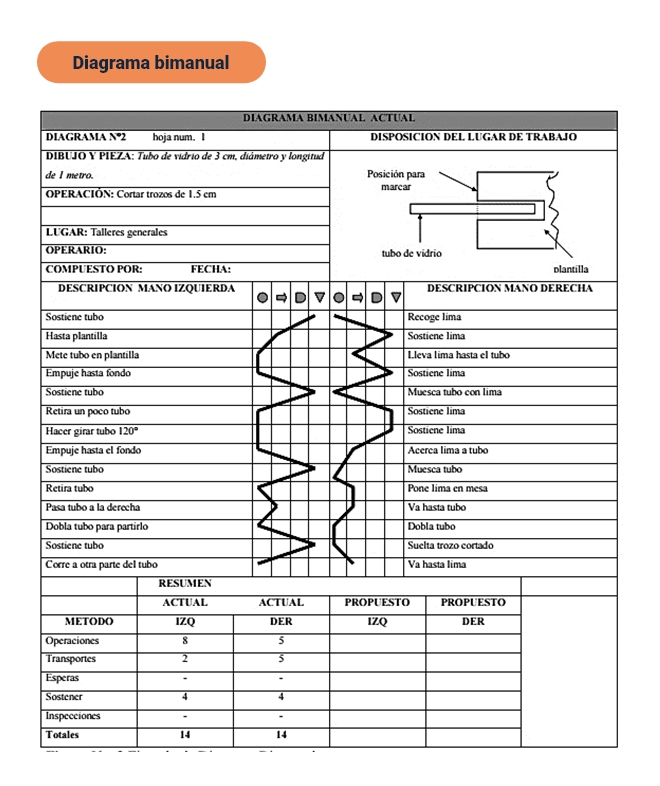 Diagrama bimanual
DIAGRAMA BIMANUAL ACTUAL
DIAGRAMA Nº2 hoja num. 1
DISPOSICION DEL LUGAR DE TRABAJO
DIBUJO Y PIEZA: Tubo de vidrio de 3 cm, diámetro y longitud
de 1 metro.
OPERACIÓN: Cortar trozos de 1.5 cm
LUGAR: Talleres generales
OPERARIO:
COMPUESTO POR: FECHA:
Posición para
marcar
tubo de vidrio
plantilla
DESCRIPCION MANO IZQUIERDA
DESCRIPCION MANO DERECHA
Sostiene tubo Recoge lima
Hasta plantilla Sostiene lima
Mete tubo en plantilla Lleva lima hasta el tubo
Empuje hasta fondo Sostiene lima
Sostiene tubo Muesca tubo con lima
Retira un poco tubo Sostiene lima
Hacer girar tubo 120º Sostiene lima
Empuje hasta el fondo Acerca lima a tubo
Sostiene tubo Muesca tubo
Retira tubo Pone lima en mesa
Pasa tubo a la derecha Va hasta tubo
Dobla tubo para partirlo Dobla tubo
Sostiene tubo Suelta trozo cortado
Corre a otra parte del tubo Va hasta lima
RESUMEN
ACTUAL ACTUAL PROPUESTO PROPUESTO
METODO IZQ DER IZQ DER
Operaciones 8 5
Transportes 2 5
Esperas - -
Sostener 4 4
Inspecciones - -
Totales 14 14